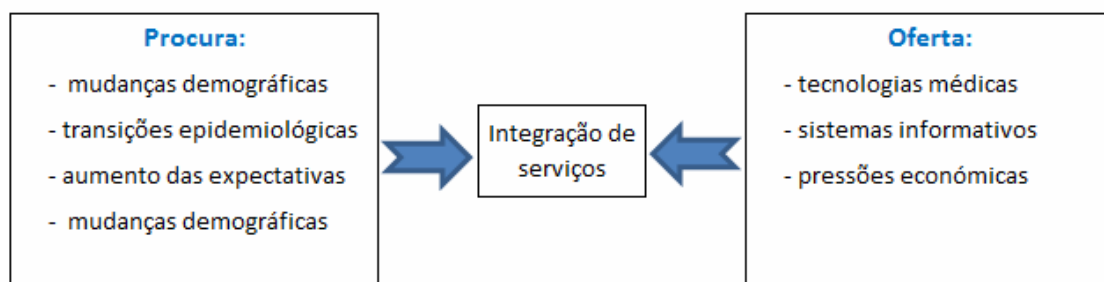 Procura:
- mudanças demográficas
- transições epidemiológicas
- aumento das expectativas
- mudanças demográficas
Integração de
serviços
Oferta:
- tecnologias médicas
- sistemas informativos
- pressões económicas